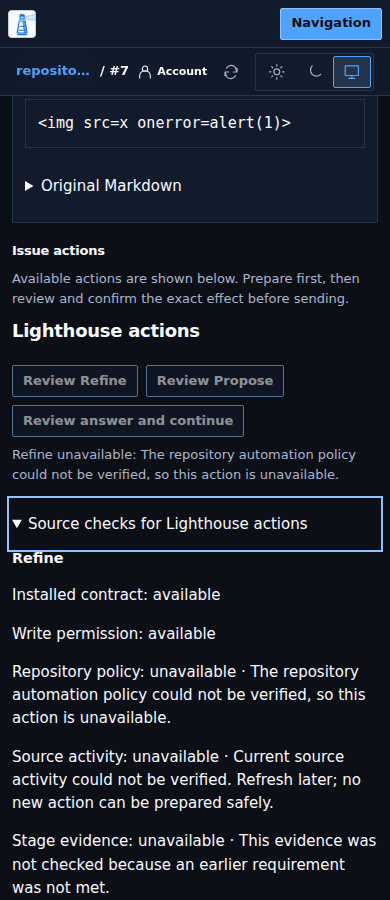 Navigation
reposito… / #7 Account
<img src=x onerror=alert(1)>
Original Markdown
Issue actions
Available actions are shown below. Prepare first, then
review and confirm the exact effect before sending.
Lighthouse actions
Review Refine Review Propose
Review answer and continue
Refine unavailable: The repository automation policy
could not be verified, so this action is unavailable.
Source checks for Lighthouse actions
Refine
Installed contract: available
Write permission: available
Repository policy: unavailable · The repository
automation policy could not be verified, so this
action is unavailable.
Source activity: unavailable · Current source
activity could not be verified. Refresh later; no
new action can be prepared safely.
Stage evidence: unavailable · This evidence was
not checked because an earlier requirement
was not met.